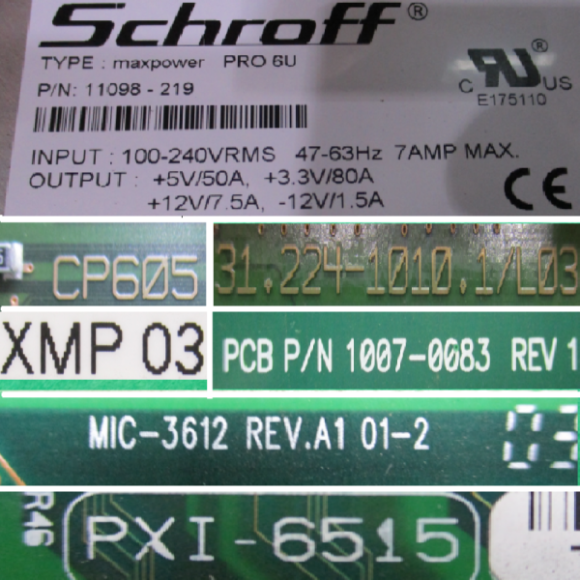 Schroff®
TYPE : maxpower PRO 6U
P/N: 11098 - 219
C RU® US
E175110
INPUT : 100-240VRMS 47-63Hz 7AMP MAX.
OUTPUT : +5V/50A, +3.3V/80A
+12V/7.5A, -12V/1.5A
CE
CP605
31.224-1010.1/L03
XMP 03
PCB P/N 1007-0083 REV 1
MIC-3612 REV.A1 01-2
03
R46
PXI-6515